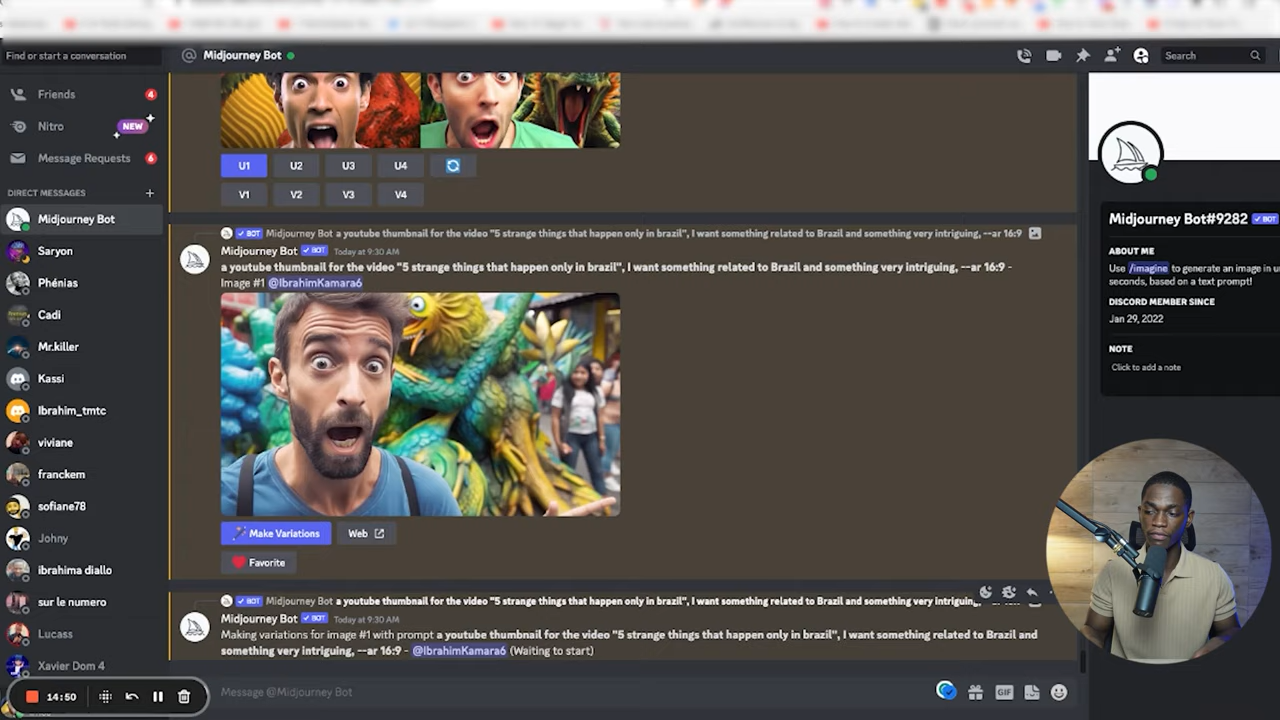 Find or start a conversation
Midjourney Bot
Search
Friends
4
Nitro
NEW
Message Requests
6
DIRECT MESSAGES
Midjourney Bot
Saryon
Phénias
Cadi
Mr.killer
Kassi
Ibrahim_tmtc
viviane
franckem
sofiane78
Johny
ibrahima diallo
sur le numero
Lucass
Xavier Dom 4
14:50
U1 U2 U3 U4
V1 V2 V3 V4
BOT Midjourney Bot a youtube thumbnail for the video "5 strange things that happen only in brazil", I want something related to Brazil and something very intriguing, --ar 16:9
Midjourney Bot BOT Today at 9:30 AM
a youtube thumbnail for the video "5 strange things that happen only in brazil", I want something related to Brazil and something very intriguing, --ar 16:9 -
Image #1 @IbrahimKamara6
Make Variations Web
Favorite
BOT Midjourney Bot a youtube thumbnail for the video "5 strange things that happen only in brazil", I want something related to Brazil and something very intriguing,
Midjourney Bot BOT Today at 9:30 AM
Making variations for image #1 with prompt a youtube thumbnail for the video "5 strange things that happen only in brazil", I want something related to Brazil and
something very intriguing, --ar 16:9 - @IbrahimKamara6 (Waiting to start)
Message @Midjourney Bot
GIF
Midjourney Bot#9282 BOT
ABOUT ME
Use /imagine to generate an image in
seconds, based on a text prompt!
DISCORD MEMBER SINCE
Jan 29, 2022
NOTE
Click to add a note